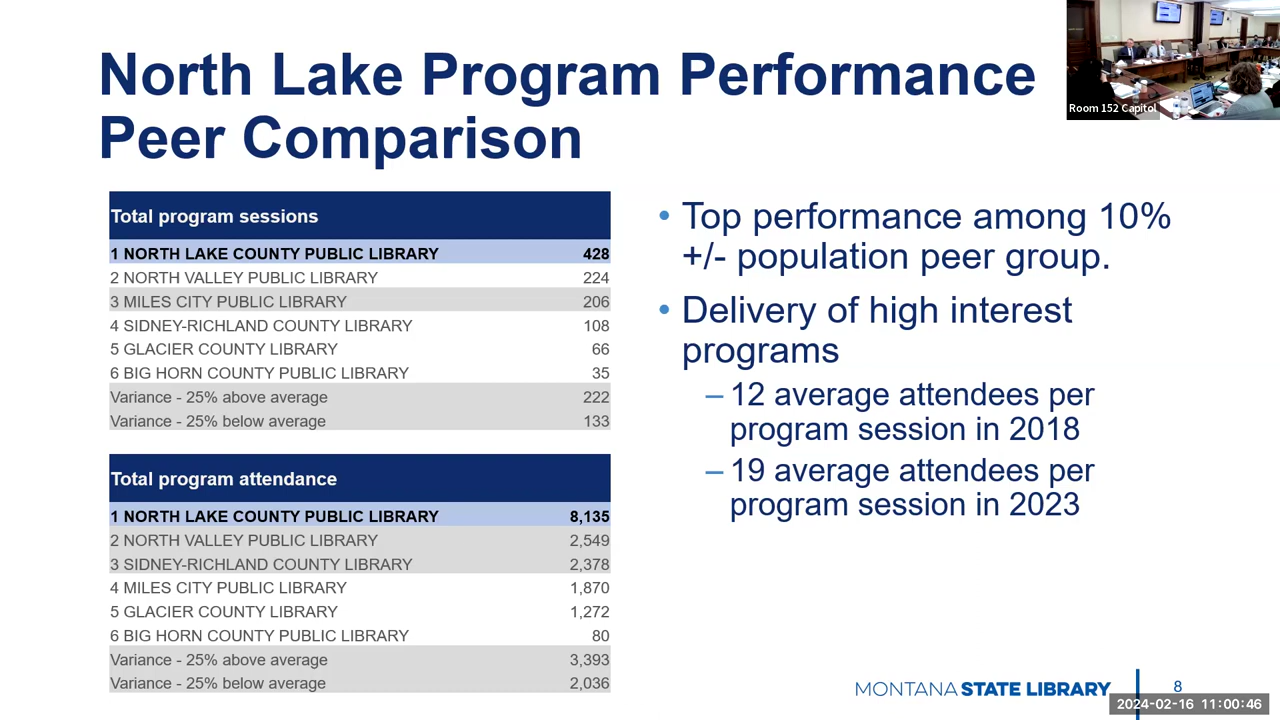 North Lake Program Performance
Peer Comparison
Room 152 Capitol
Total program sessions
1 NORTH LAKE COUNTY PUBLIC LIBRARY 428
2 NORTH VALLEY PUBLIC LIBRARY 224
3 MILES CITY PUBLIC LIBRARY 206
4 SIDNEY-RICHLAND COUNTY LIBRARY 108
5 GLACIER COUNTY LIBRARY 66
6 BIG HORN COUNTY PUBLIC LIBRARY 35
Variance - 25% above average 222
Variance - 25% below average 133
Total program attendance
1 NORTH LAKE COUNTY PUBLIC LIBRARY 8,135
2 NORTH VALLEY PUBLIC LIBRARY 2,549
3 SIDNEY-RICHLAND COUNTY LIBRARY 2,378
4 MILES CITY PUBLIC LIBRARY 1,870
5 GLACIER COUNTY LIBRARY 1,272
6 BIG HORN COUNTY PUBLIC LIBRARY 80
Variance - 25% above average 3,393
Variance - 25% below average 2,036
• Top performance among 10%
+/- population peer group.
• Delivery of high interest
programs
– 12 average attendees per
program session in 2018
– 19 average attendees per
program session in 2023
MONTANA STATE LIBRARY 8
2024-02-16 11:00:46